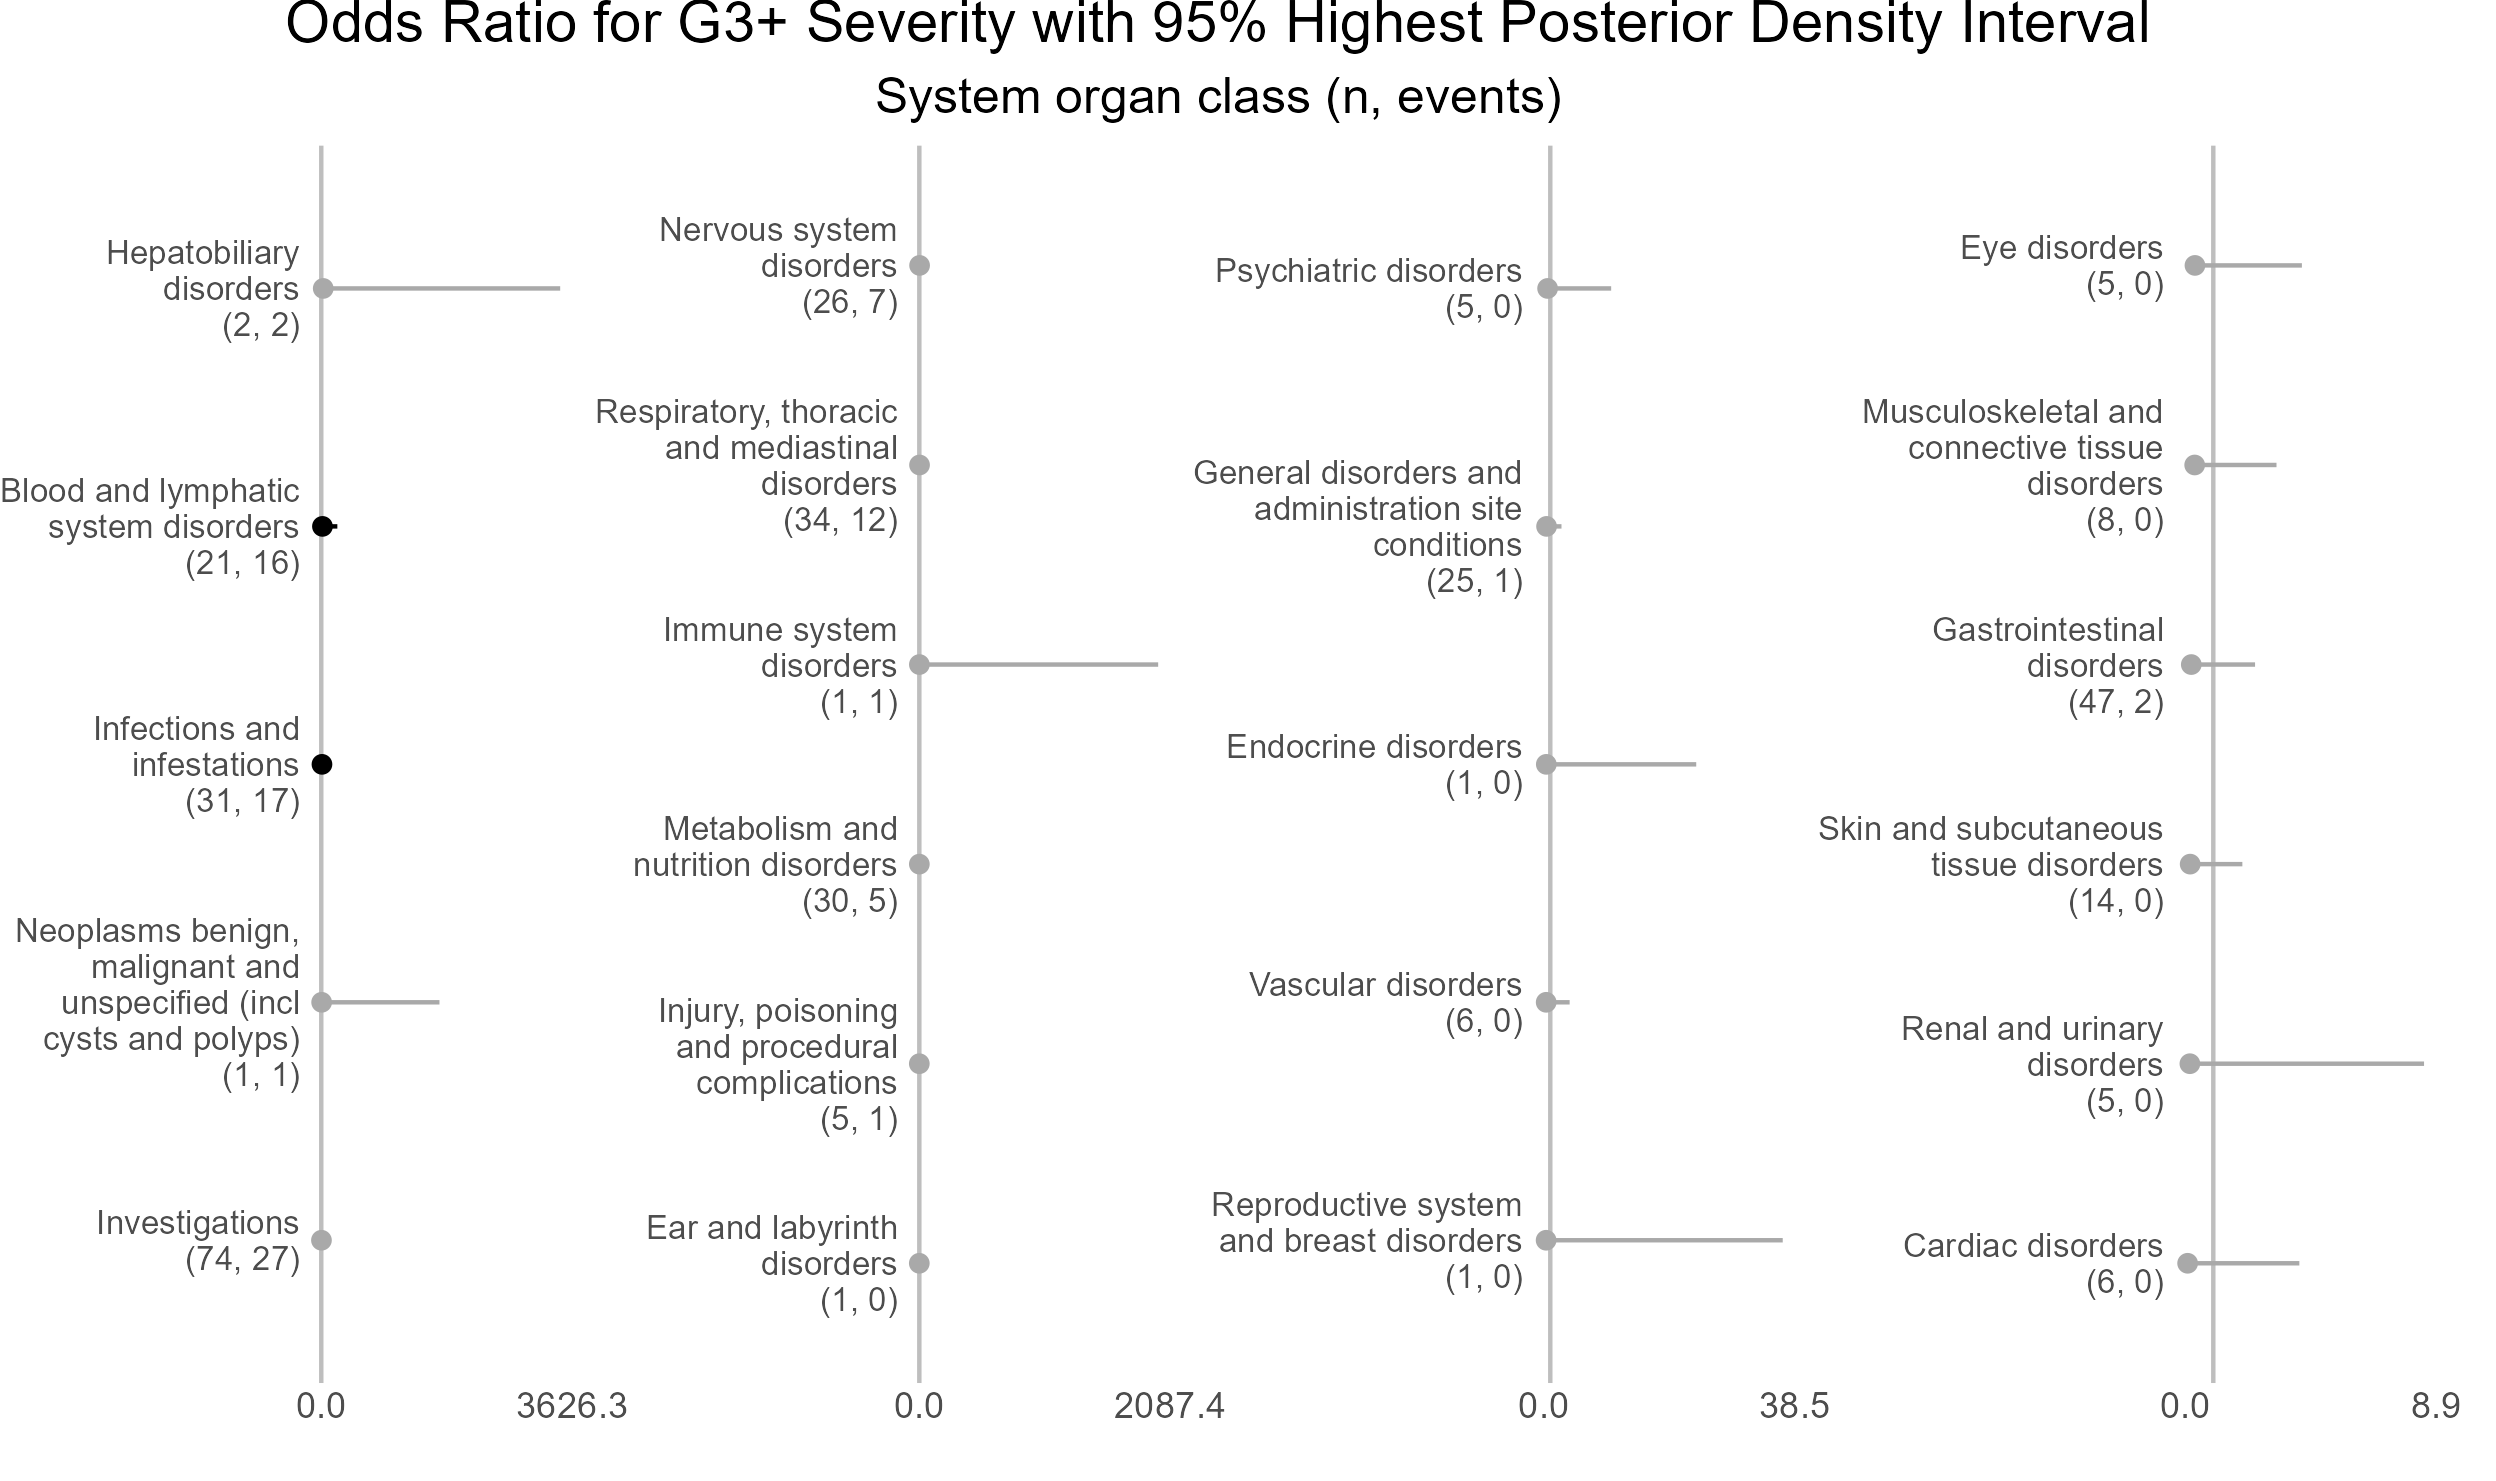 Odds Ratio for G3+ Severity with 95% Highest Posterior Density Interval
System organ class (n, events)
Hepatobiliary
disorders
(2, 2)
Blood and lymphatic
system disorders
(21, 16)
Infections and
infestations
(31, 17)
Neoplasms benign,
malignant and
unspecified (incl
cysts and polyps)
(1, 1)
Investigations
(74, 27)
0.0
3626.3
Nervous system
disorders
(26, 7)
Respiratory, thoracic
and mediastinal
disorders
(34, 12)
Immune system
disorders
(1, 1)
Metabolism and
nutrition disorders
(30, 5)
Injury, poisoning
and procedural
complications
(5, 1)
Ear and labyrinth
disorders
(1, 0)
0.0
2087.4
Psychiatric disorders
(5, 0)
General disorders and
administration site
conditions
(25, 1)
Endocrine disorders
(1, 0)
Vascular disorders
(6, 0)
Reproductive system
and breast disorders
(1, 0)
0.0
38.5
Eye disorders
(5, 0)
Musculoskeletal and
connective tissue
disorders
(8, 0)
Gastrointestinal
disorders
(47, 2)
Skin and subcutaneous
tissue disorders
(14, 0)
Renal and urinary
disorders
(5, 0)
Cardiac disorders
(6, 0)
0.0
8.9